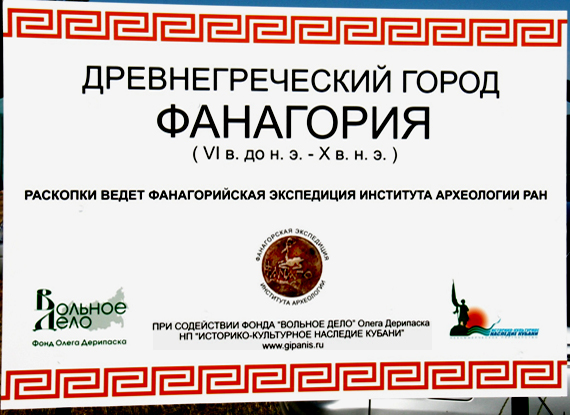 ДРЕВНЕГРЕЧЕСКИЙ ГОРОД
ФАНАГОРИЯ
( VI в. до н. э. - X в. н. э. )
РАСКОПКИ ВЕДЕТ ФАНАГОРИЙСКАЯ ЭКСПЕДИЦИЯ ИНСТИТУТА АРХЕОЛОГИИ РАН
ФАНАГОРСКАЯ ЭКСПЕДИЦИЯ
ИНСТИТУТА АРХЕОЛОГИИ
ВОЛЬНОЕ
ДЕЛО
Фонд Олега Дерипаска
ИСТОРИКО-КУЛЬТУРНОЕ
НАСЛЕДИЕ КУБАНИ
ПРИ СОДЕЙСТВИИ ФОНДА "ВОЛЬНОЕ ДЕЛО" Олега Дерипаска
НП "ИСТОРИКО-КУЛЬТУРНОЕ НАСЛЕДИЕ КУБАНИ"
www.gipanis.ru